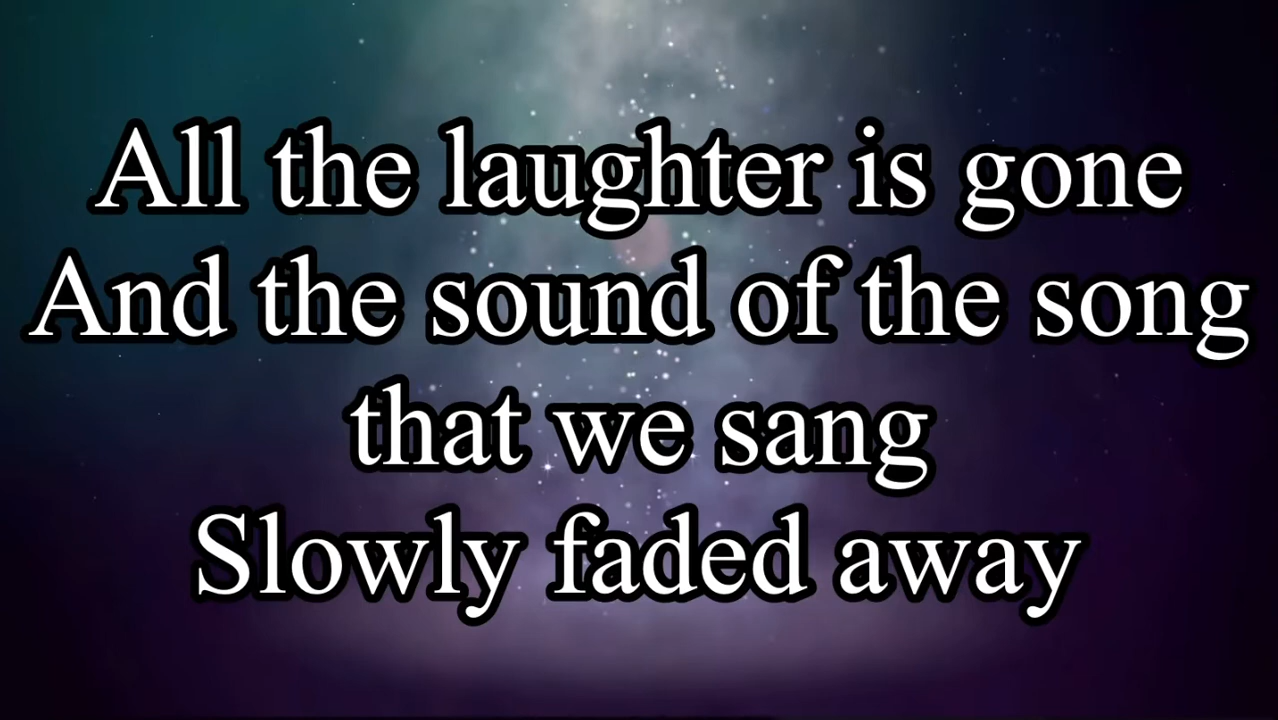 All the laughter is gone
And the sound of the song
that we sang
Slowly faded away